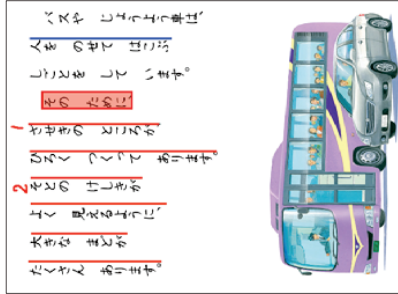 バスや じょうよう車は、
人を のせて はこぶ
しごとを して います。
その ために
1 ざせきの ところが
ひろく つくって あります。
2 そとの けしきが
よく 見えるように、
大きな まどが
たくさん あります。